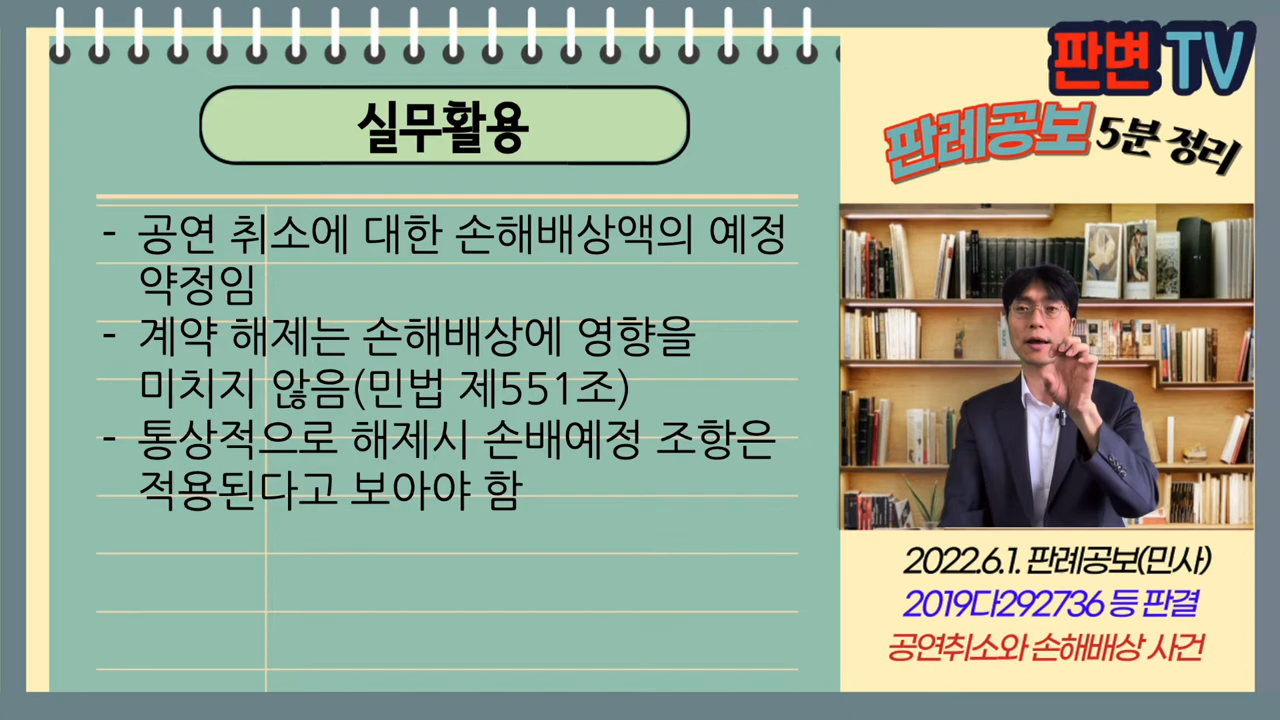 실무활용
- 공연 취소에 대한 손해배상액의 예정
약정임
- 계약 해제는 손해배상에 영향을
미치지 않음(민법 제551조)
- 통상적으로 해제시 손배예정 조항은
적용된다고 보아야 함
판변 TV
판례공보 5분 정리
2022.6.1. 판례공보(민사)
2019다292736 등 판결
공연취소와 손해배상 사건